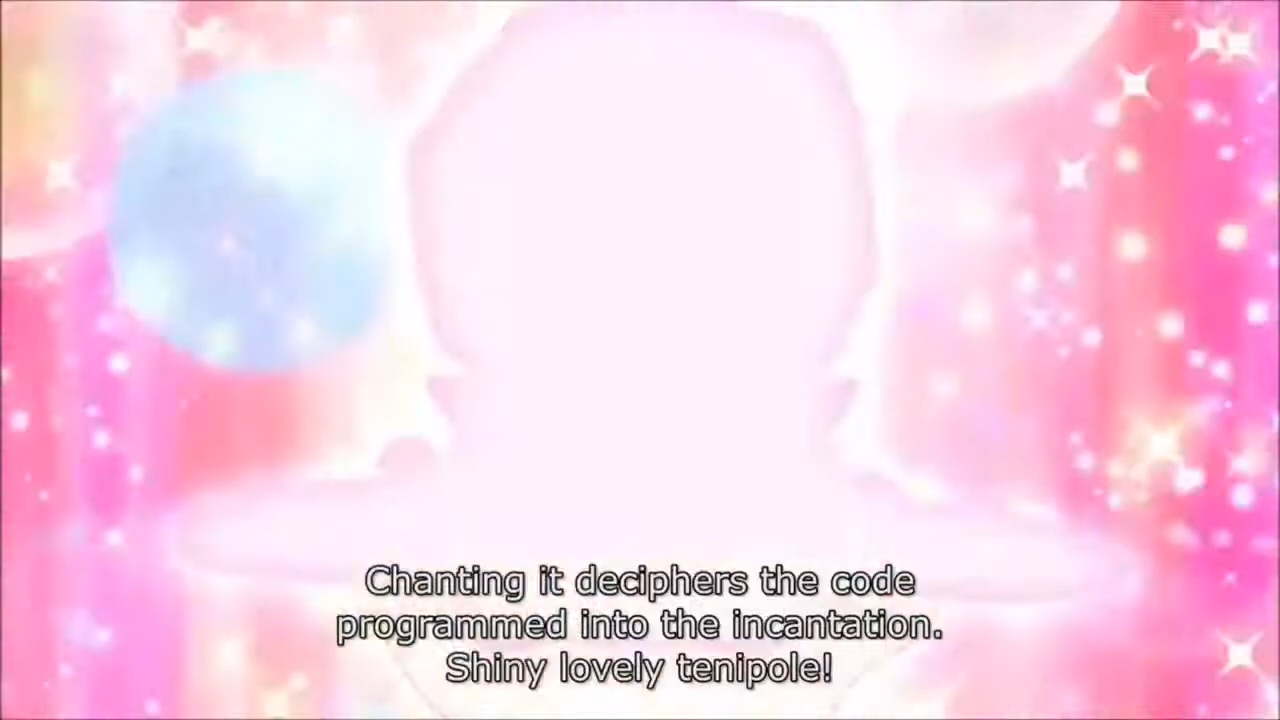 Chanting it deciphers the code
programmed into the incantation.
Shiny lovely tenipole!